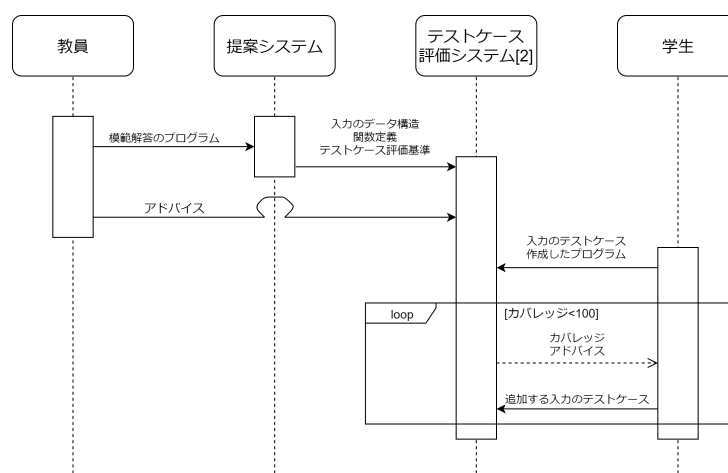 教員
提案システム
テストケース
評価システム[2]
学生
模範解答のプログラム
入力のデータ構造
関数定義
テストケース評価基準
アドバイス
入力のテストケース
作成したプログラム
loop
[カバレッジ<100]
カバレッジ
アドバイス
追加する入力のテストケース